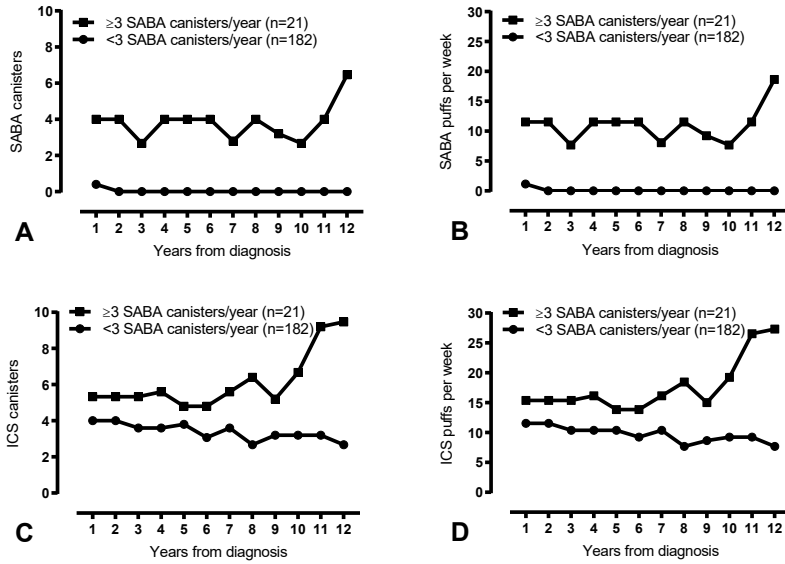 ≥3 SABA canisters/year (n=21)
<3 SABA canisters/year (n=182)
SABA canisters
8
6
4
2
0
1 2 3 4 5 6 7 8 9 10 11 12
Years from diagnosis
A
≥3 SABA canisters/year (n=21)
<3 SABA canisters/year (n=182)
SABA puffs per week
30
25
20
15
10
5
0
1 2 3 4 5 6 7 8 9 10 11 12
Years from diagnosis
B
≥3 SABA canisters/year (n=21)
<3 SABA canisters/year (n=182)
ICS canisters
10
8
6
4
2
0
1 2 3 4 5 6 7 8 9 10 11 12
Years from diagnosis
C
≥3 SABA canisters/year (n=21)
<3 SABA canisters/year (n=182)
ICS puffs per week
30
25
20
15
10
5
0
1 2 3 4 5 6 7 8 9 10 11 12
Years from diagnosis
D